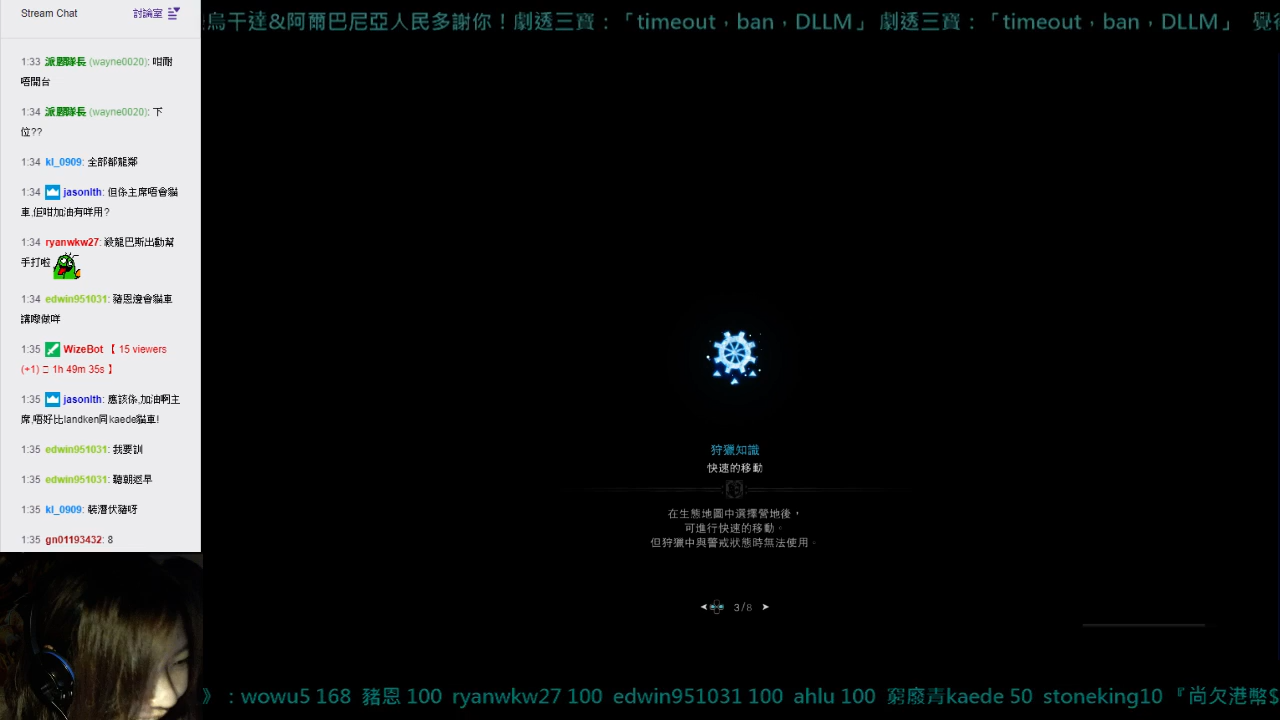 Stream Chat 討論室
1:33 派膠隊長 (wayne0020): 咁耐
唔開台
1:34 派膠隊長 (wayne0020): 下
位??
1:34 kl_0909: 全部都龍鄰
1:34 jasonlth: 但係主席唔會貓
車,佢咁加油有咩用?
1:34 ryanwkw27: 殺龍巴斯出動幫
手打啦
1:34 edwin951031: 豬恩澄會貓車
講嚟做咩
1:35 WizeBot 【 15 viewers
(+1) 1h 49m 35s 】
1:35 jasonlth: 應該係,加油啊主
席,唔好比landken同kaede貓車!
1:35 edwin951031: 我要訓
1:35 edwin951031: 聽朝返早
1:35 kl_0909: 裝潛伏豬呀
1:35 gn01193432: 8
烏干達&阿爾巴尼亞人民多謝你！劇透三寶：「timeout，ban，DLLM」 劇透三寶：「timeout，ban，DLLM」
狩獵知識
快速的移動
在生態地圖中選擇營地後，
可進行快速的移動。
但狩獵中與警戒狀態時無法使用。
3/8
》：wowu5 168 豬恩 100 ryanwkw27 100 edwin951031 100 ahlu 100 窮廢青kaede 50 stoneking10 『尚欠港幣$